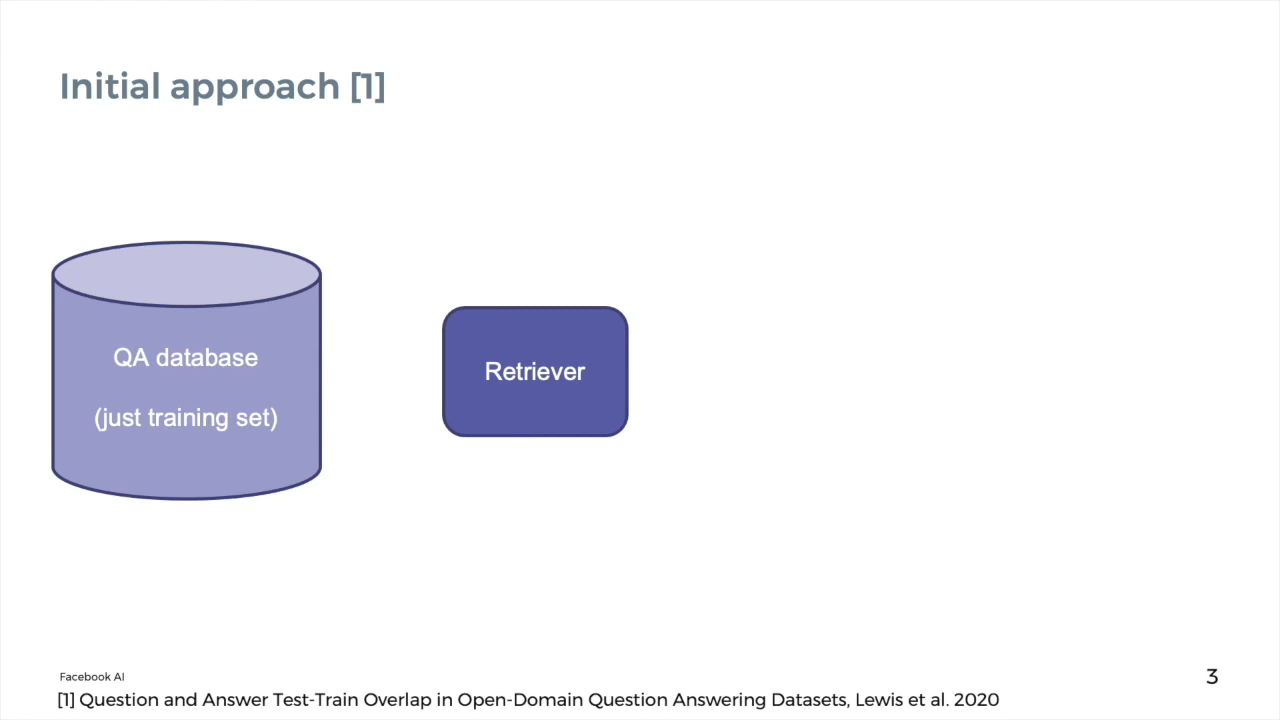 Initial approach [1]
QA database
(just training set)
Retriever
Facebook AI
3
[1] Question and Answer Test-Train Overlap in Open-Domain Question Answering Datasets, Lewis et al. 2020